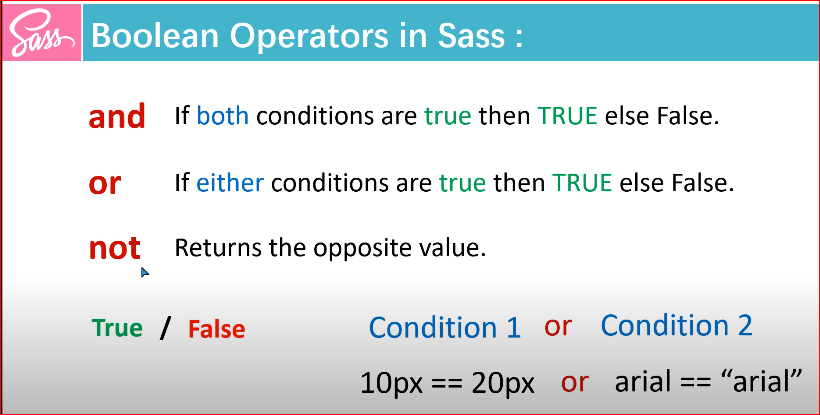 Sass
Boolean Operators in Sass :
and If both conditions are true then TRUE else False.
or If either conditions are true then TRUE else False.
not Returns the opposite value.
True / False Condition 1 or Condition 2
10px == 20px or arial == “arial”